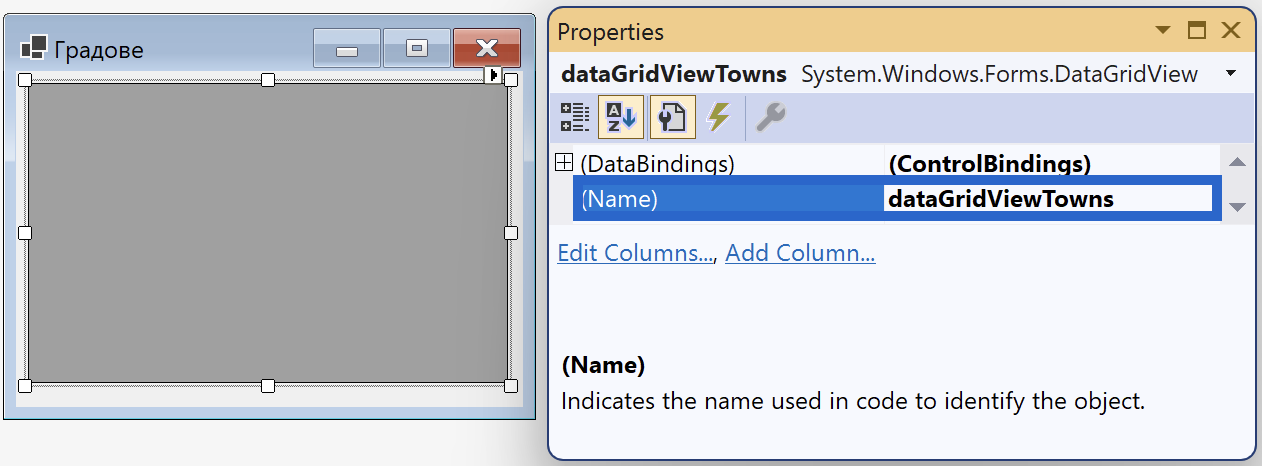 Градове
Properties
dataGridViewTowns System.Windows.Forms.DataGridView
(DataBindings) (ControlBindings)
(Name) dataGridViewTowns
Edit Columns..., Add Column...
(Name)
Indicates the name used in code to identify the object.